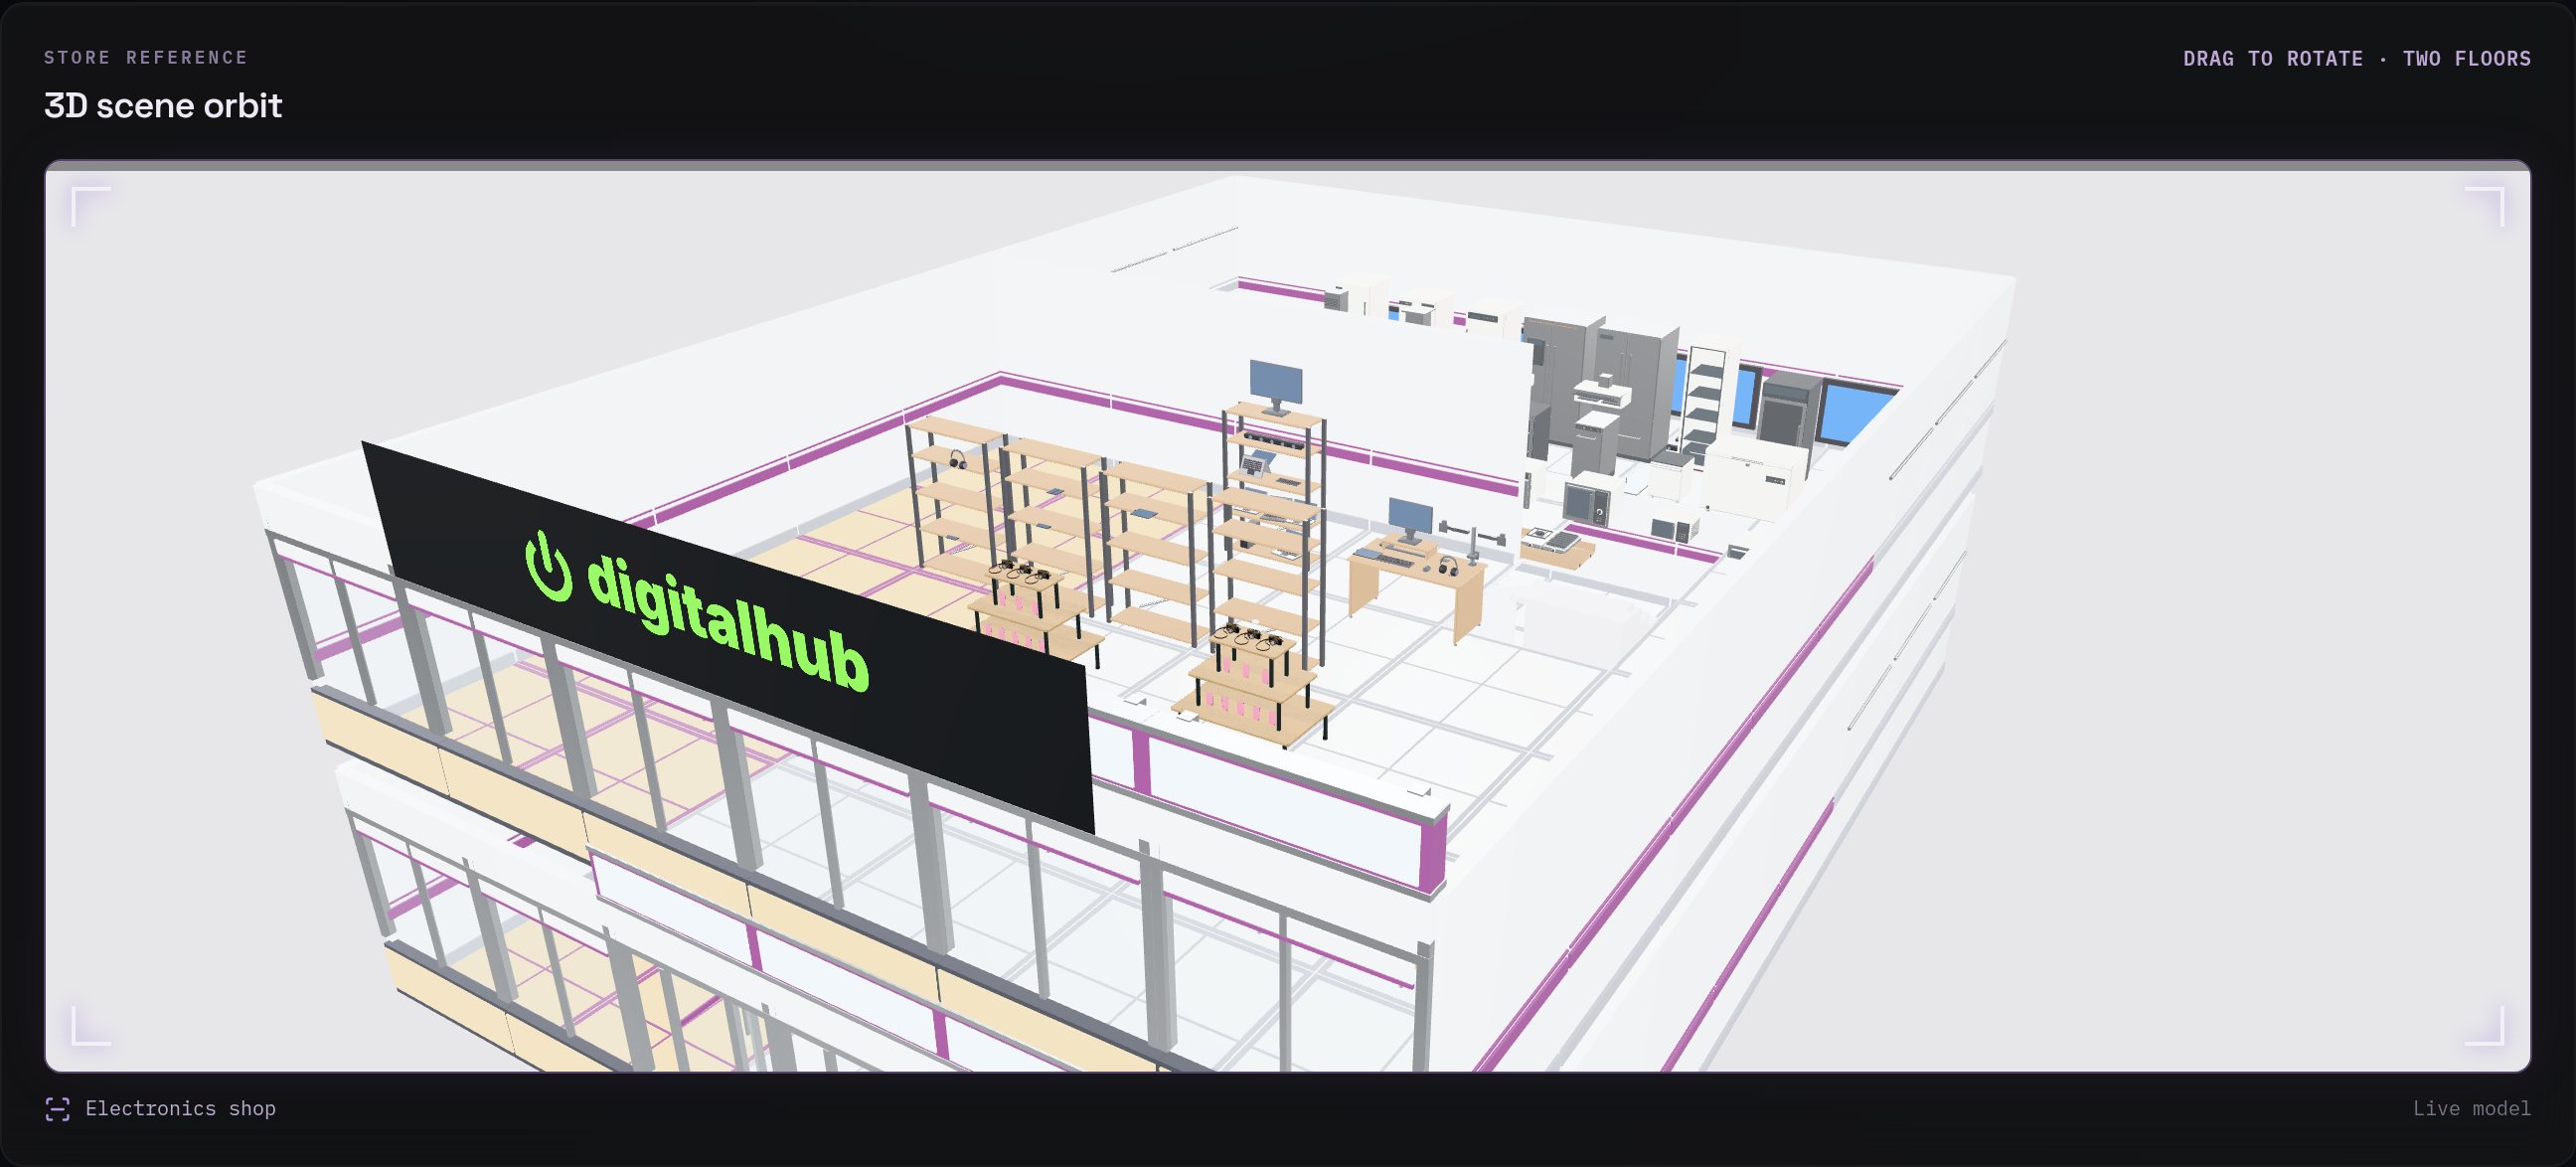 STORE REFERENCE
DRAG TO ROTATE · TWO FLOORS
3D scene orbit
digitalhub
Electronics shop
Live model